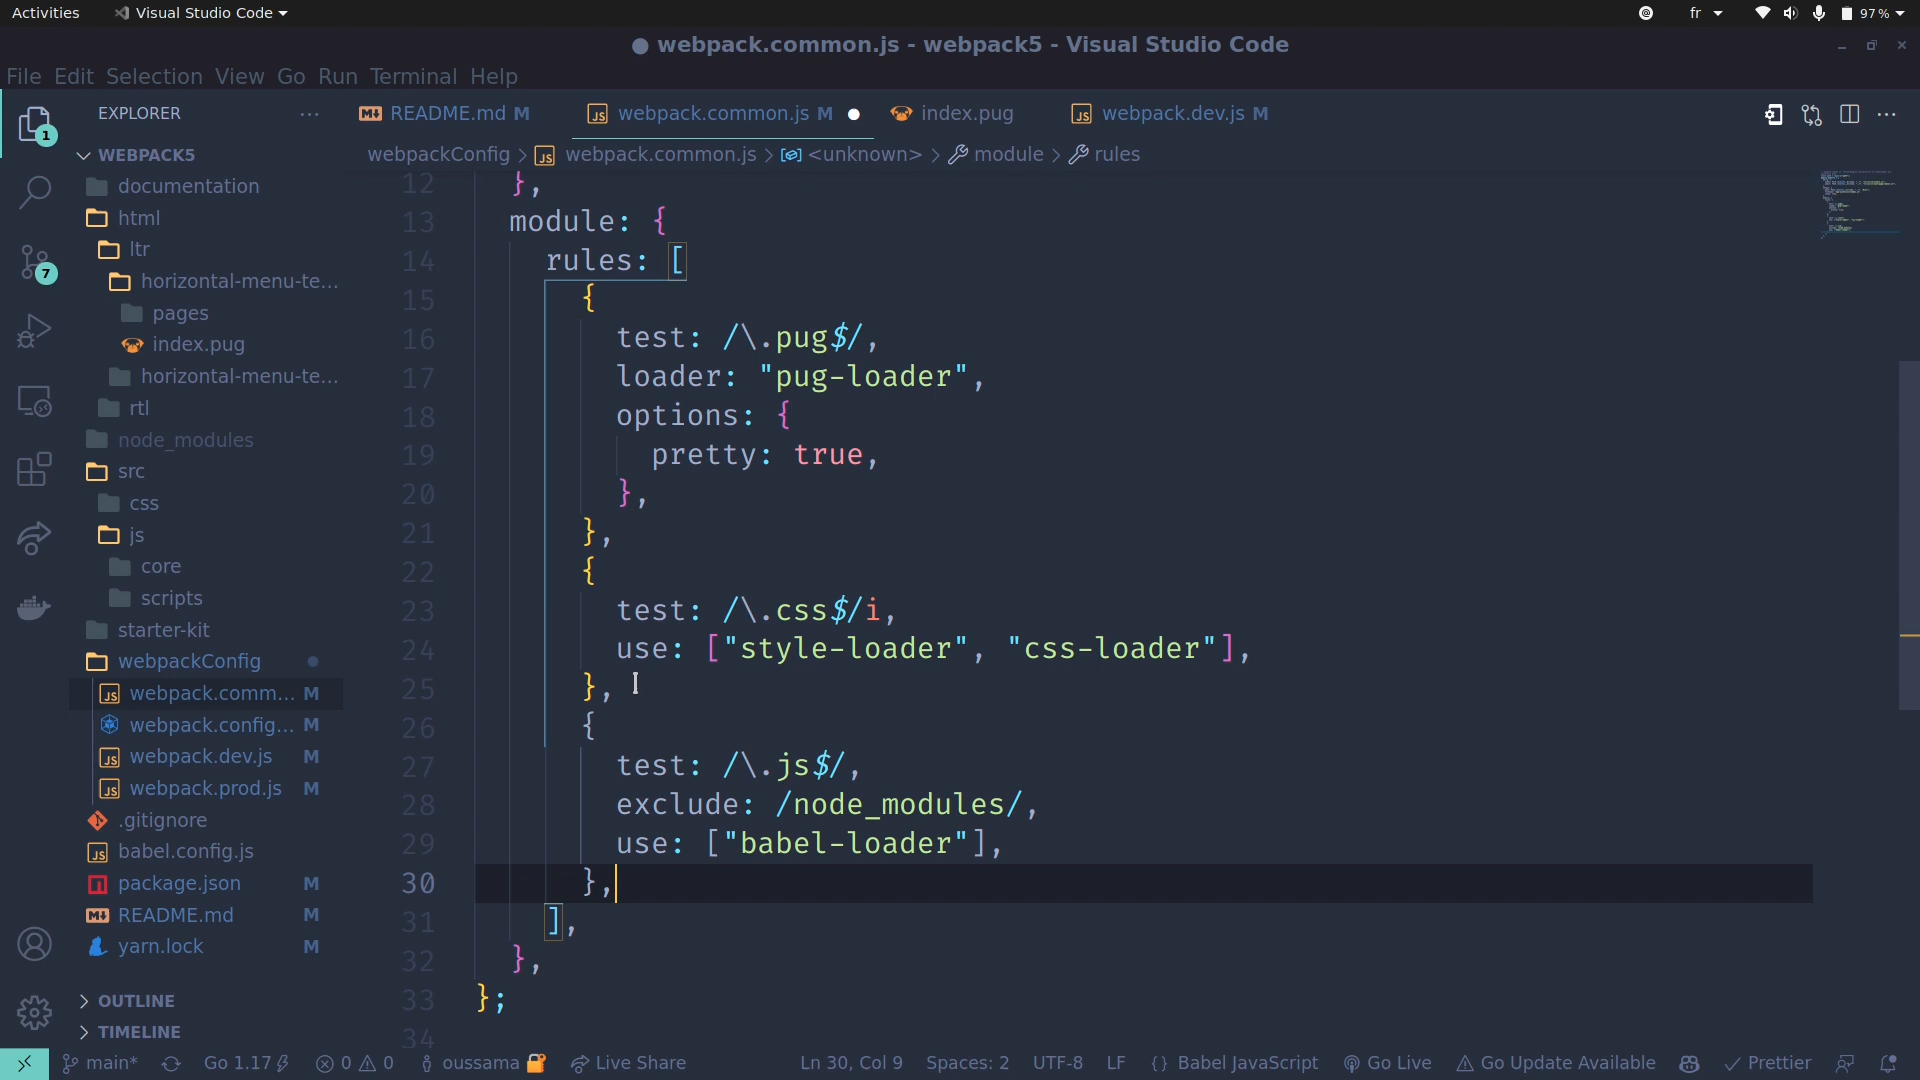 Activities Visual Studio Code fr 97 %
webpack.common.js - webpack5 - Visual Studio Code
File Edit Selection View Go Run Terminal Help
EXPLORER
README.md M webpack.common.js M index.pug webpack.dev.js M
webpackConfig > webpack.common.js > <unknown> > module > rules
1
7
WEBPACK5
documentation
html
ltr
horizontal-menu-te...
pages
index.pug
horizontal-menu-te...
rtl
node_modules
src
css
js
core
scripts
starter-kit
webpackConfig
webpack.comm... M
webpack.config... M
webpack.dev.js M
webpack.prod.js M
.gitignore
babel.config.js
package.json M
README.md M
yarn.lock M
OUTLINE
TIMELINE
12 },
13 module: {
14 rules: [
15 {
16 test: /\.pug$/,
17 loader: "pug-loader",
18 options: {
19 pretty: true,
20 },
21 },
22 {
23 test: /\.css$/i,
24 use: ["style-loader", "css-loader"],
25 },
26 {
27 test: /\.js$/,
28 exclude: /node_modules/,
29 use: ["babel-loader"],
30 },
31 ],
32 },
33 };
34
main* Go 1.17 0 0 oussama Live Share Ln 30, Col 9 Spaces: 2 UTF-8 LF {} Babel JavaScript Go Live Go Update Available Prettier